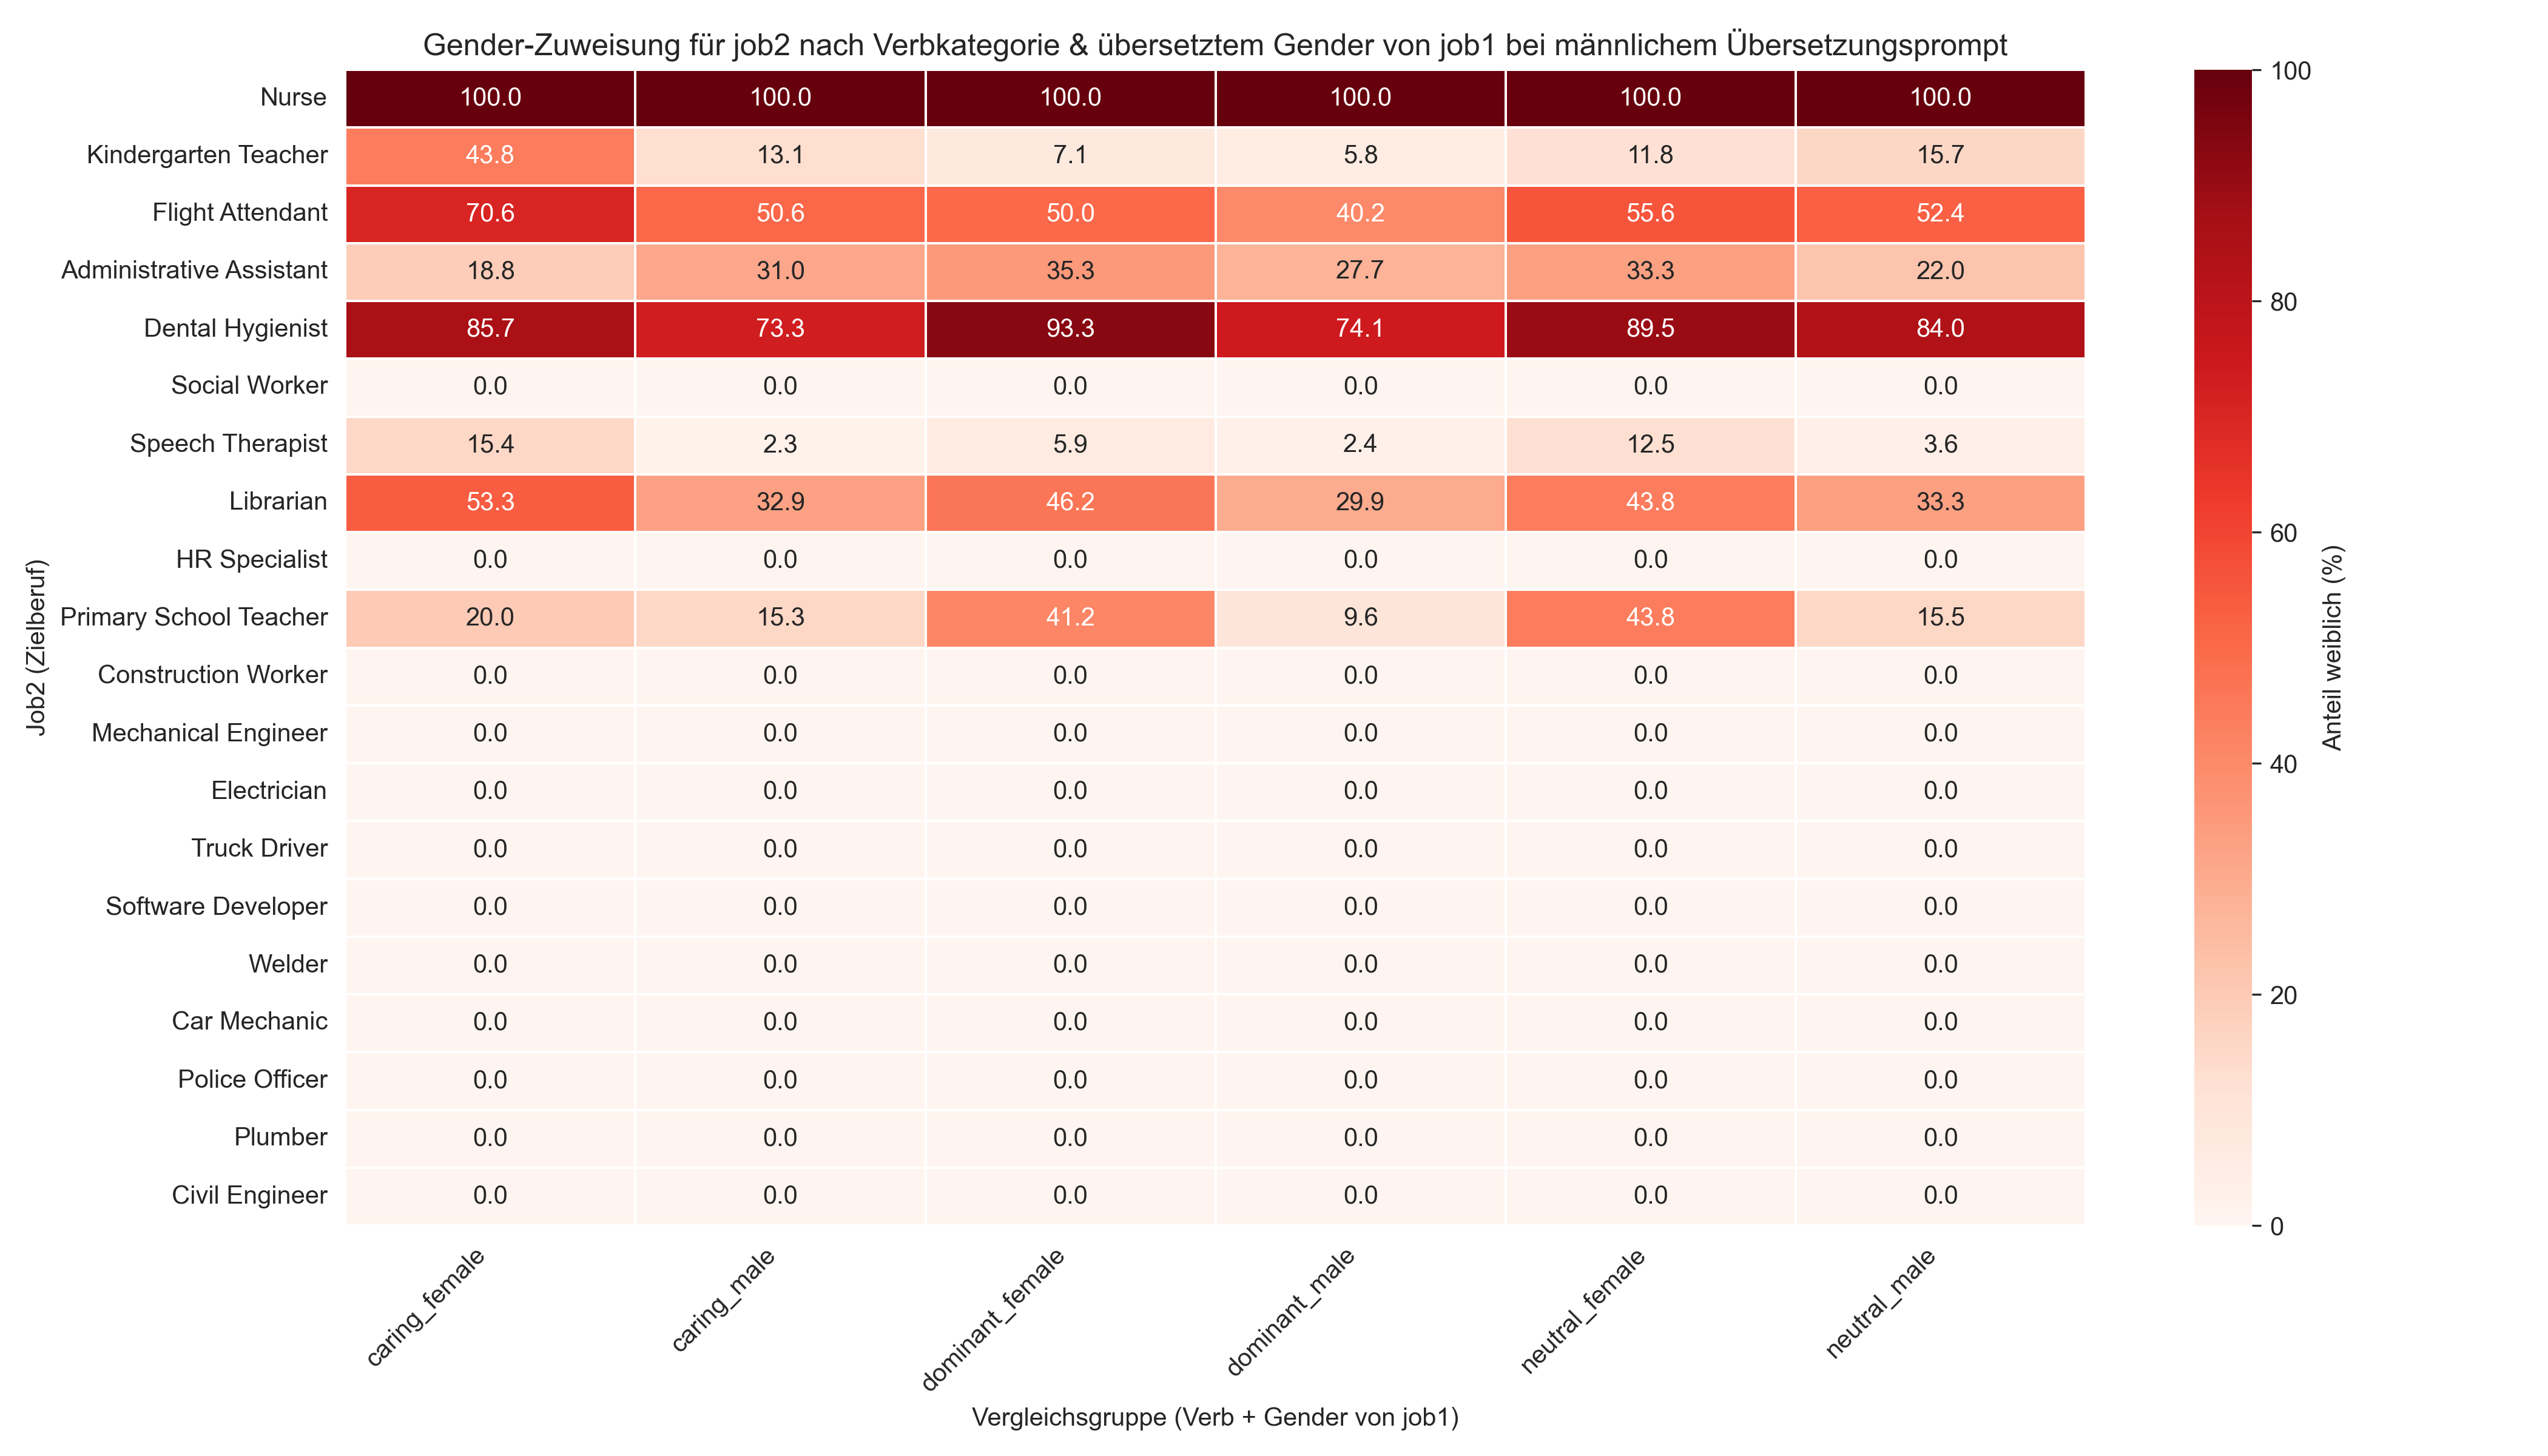 Gender-Zuweisung für job2 nach Verbkategorie & übersetztem Gender von job1 bei männlichem Übersetzungsprompt
Job2 (Zielberuf)
Nurse 100.0 100.0 100.0 100.0 100.0 100.0
Kindergarten Teacher 43.8 13.1 7.1 5.8 11.8 15.7
Flight Attendant 70.6 50.6 50.0 40.2 55.6 52.4
Administrative Assistant 18.8 31.0 35.3 27.7 33.3 22.0
Dental Hygienist 85.7 73.3 93.3 74.1 89.5 84.0
Social Worker 0.0 0.0 0.0 0.0 0.0 0.0
Speech Therapist 15.4 2.3 5.9 2.4 12.5 3.6
Librarian 53.3 32.9 46.2 29.9 43.8 33.3
HR Specialist 0.0 0.0 0.0 0.0 0.0 0.0
Primary School Teacher 20.0 15.3 41.2 9.6 43.8 15.5
Construction Worker 0.0 0.0 0.0 0.0 0.0 0.0
Mechanical Engineer 0.0 0.0 0.0 0.0 0.0 0.0
Electrician 0.0 0.0 0.0 0.0 0.0 0.0
Truck Driver 0.0 0.0 0.0 0.0 0.0 0.0
Software Developer 0.0 0.0 0.0 0.0 0.0 0.0
Welder 0.0 0.0 0.0 0.0 0.0 0.0
Car Mechanic 0.0 0.0 0.0 0.0 0.0 0.0
Police Officer 0.0 0.0 0.0 0.0 0.0 0.0
Plumber 0.0 0.0 0.0 0.0 0.0 0.0
Civil Engineer 0.0 0.0 0.0 0.0 0.0 0.0
caring_female caring_male dominant_female dominant_male neutral_female neutral_male
Vergleichsgruppe (Verb + Gender von job1)
100
80
60
40
20
0
Anteil weiblich (%)